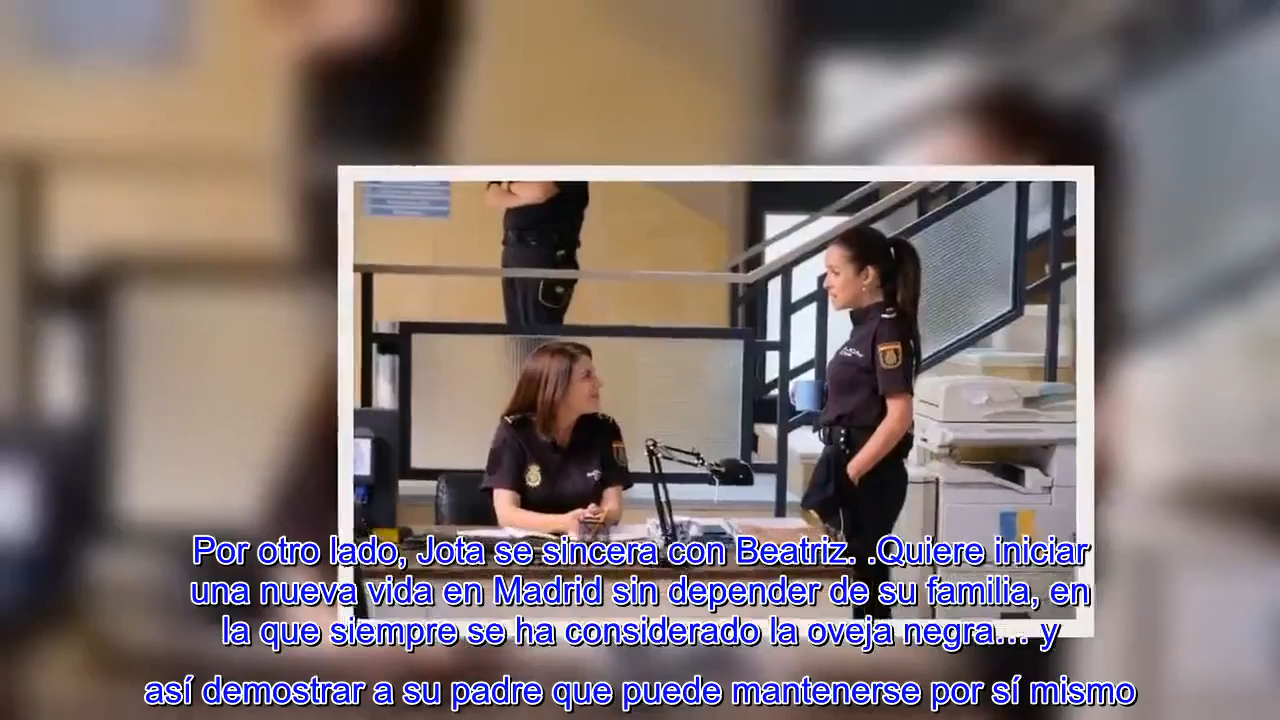 Por otro lado, Jota se sincera con Beatriz. .Quiere iniciar
una nueva vida en Madrid sin depender de su familia, en
la que siempre se ha considerado la oveja negra... y
así demostrar a su padre que puede mantenerse por sí mismo